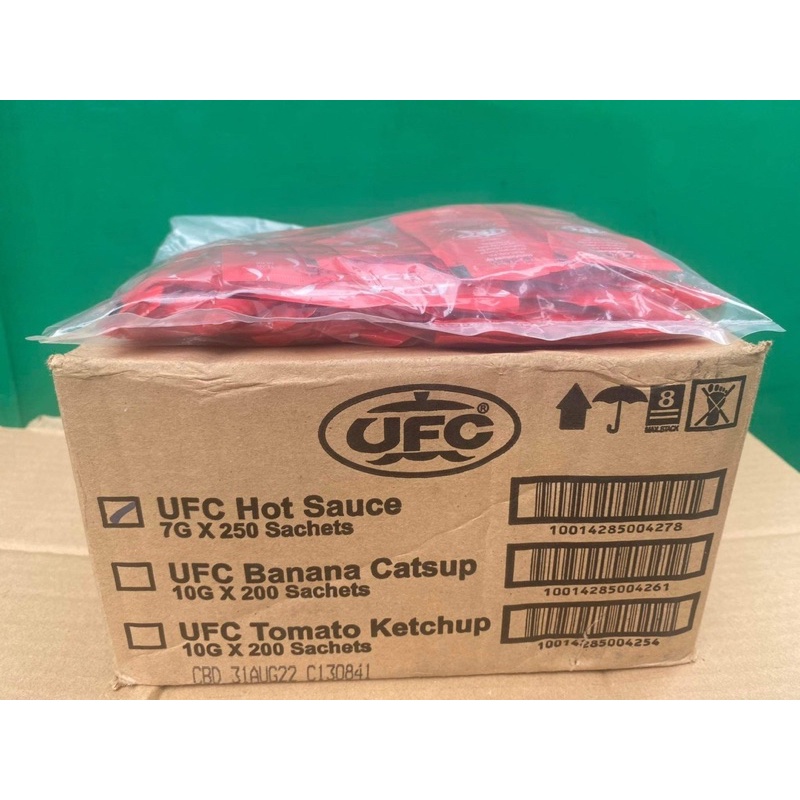 UFC®
8
MAX.STACK
UFC Hot Sauce
7G X 250 Sachets
10014285004278
UFC Banana Catsup
10G X 200 Sachets
10014285004261
UFC Tomato Ketchup
10G X 200 Sachets
10014285004254
CBD 31AUG22 C130841